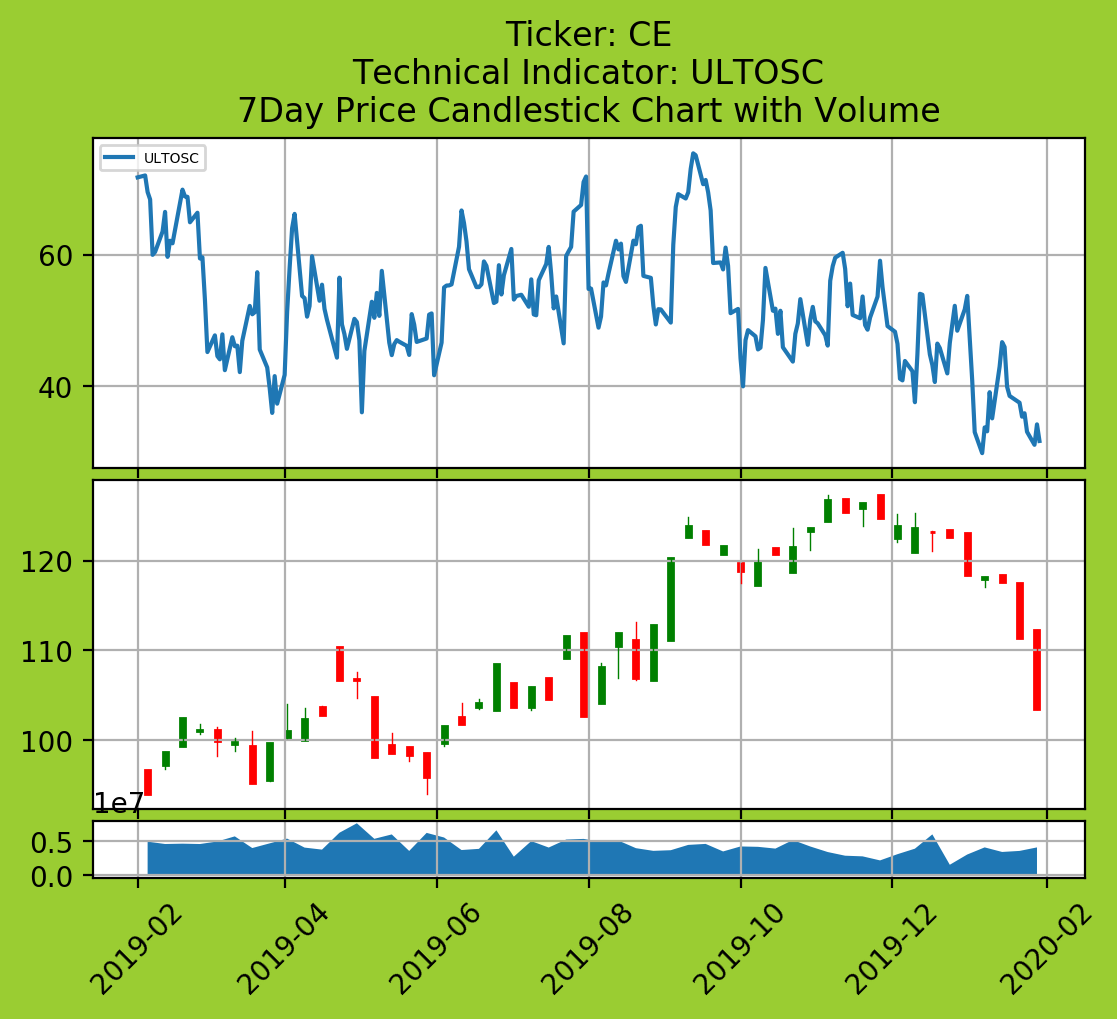 Ticker: CE
Technical Indicator: ULTOSC
7Day Price Candlestick Chart with Volume
ULTOSC
60
40
120
110
100
1e7
0.5
0.0
2019-02
2019-04
2019-06
2019-08
2019-10
2019-12
2020-02